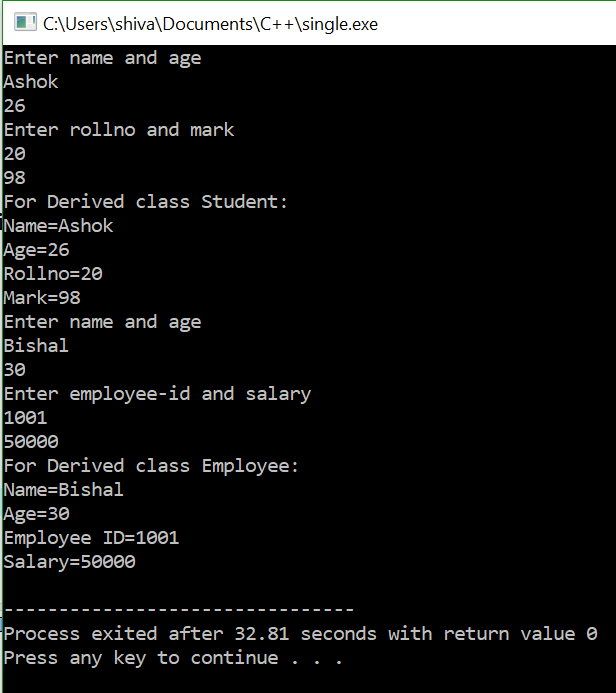 C:\Users\shiva\Documents\C++\single.exe
Enter name and age
Ashok
26
Enter rollno and mark
20
98
For Derived class Student:
Name=Ashok
Age=26
Rollno=20
Mark=98
Enter name and age
Bishal
30
Enter employee-id and salary
1001
50000
For Derived class Employee:
Name=Bishal
Age=30
Employee ID=1001
Salary=50000
--------------------------------
Process exited after 32.81 seconds with return value 0
Press any key to continue . . .